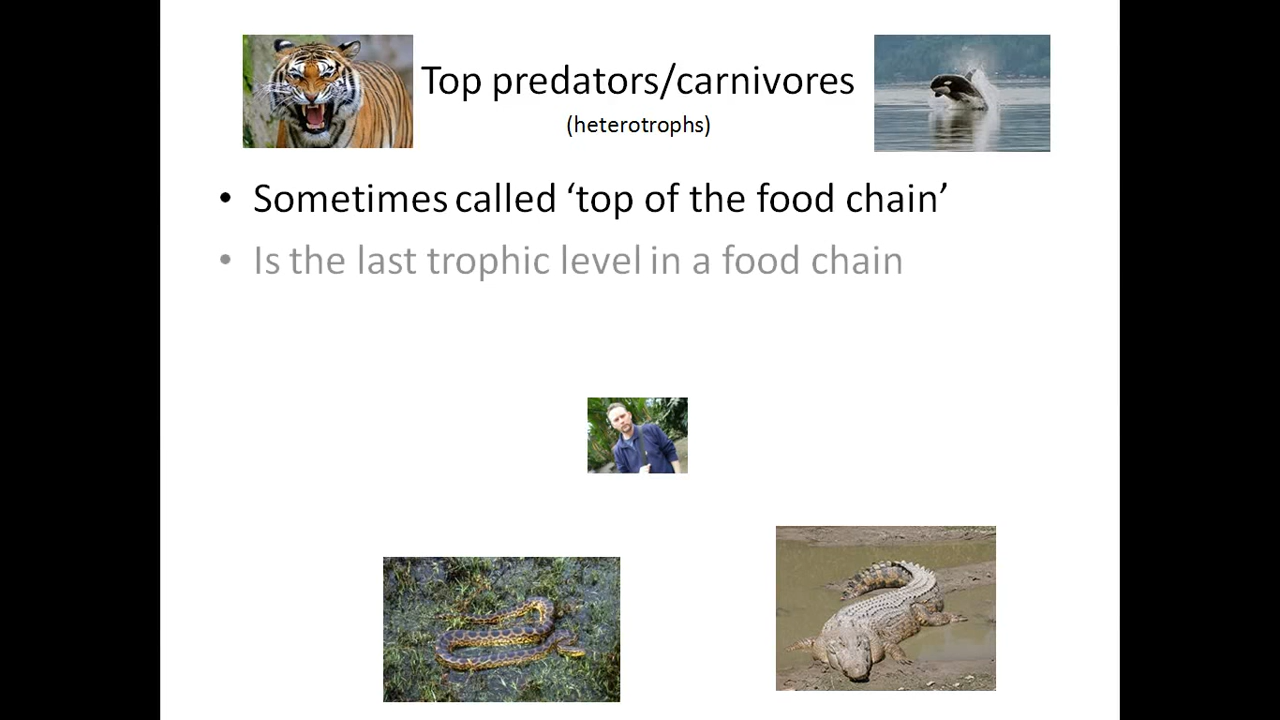 Top predators/carnivores
(heterotrophs)
• Sometimes called ‘top of the food chain’
• Is the last trophic level in a food chain